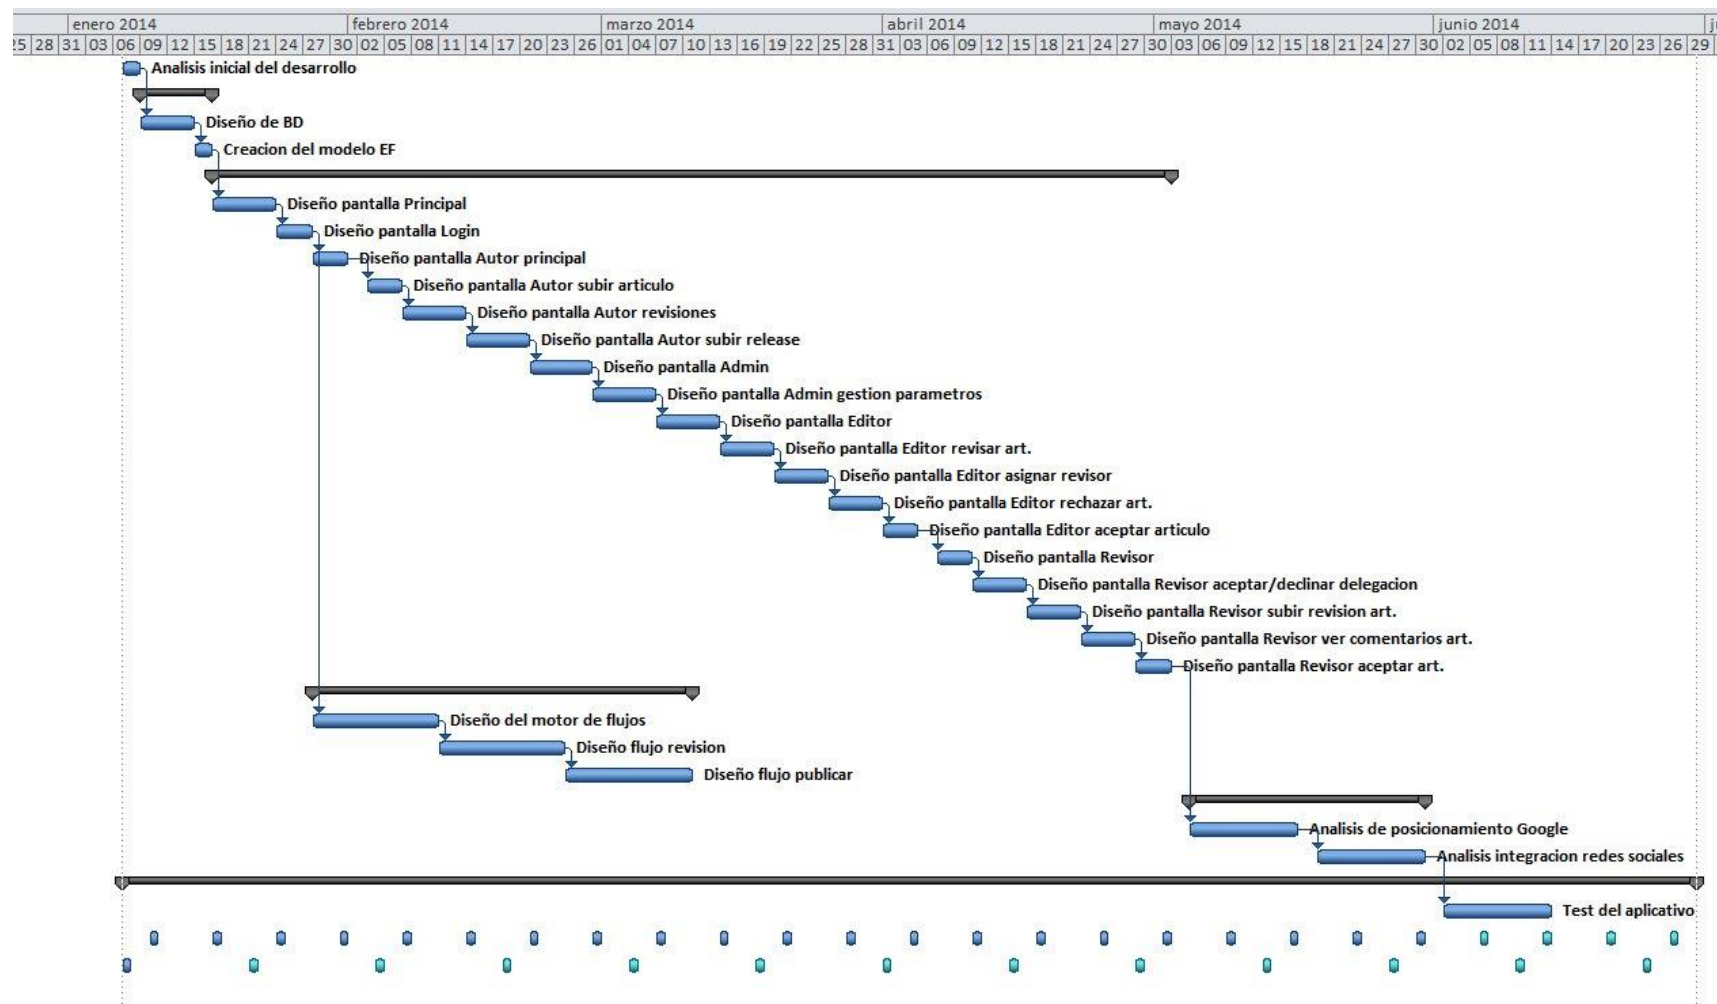 enero 2014 febrero 2014 marzo 2014 abril 2014 mayo 2014 junio 2014
25 28 31 03 06 09 12 15 18 21 24 27 30 02 05 08 11 14 17 20 23 26 01 04 07 10 13 16 19 22 25 28 31 03 06 09 12 15 18 21 24 27 30 03 06 09 12 15 18 21 24 27 30 02 05 08 11 14 17 20 23 26 29
Analisis inicial del desarrollo
Diseño de BD
Creacion del modelo EF
Diseño pantalla Principal
Diseño pantalla Login
Diseño pantalla Autor principal
Diseño pantalla Autor subir articulo
Diseño pantalla Autor revisiones
Diseño pantalla Autor subir release
Diseño pantalla Admin
Diseño pantalla Admin gestion parametros
Diseño pantalla Editor
Diseño pantalla Editor revisar art.
Diseño pantalla Editor asignar revisor
Diseño pantalla Editor rechazar art.
Diseño pantalla Editor aceptar articulo
Diseño pantalla Revisor
Diseño pantalla Revisor aceptar/declinar delegacion
Diseño pantalla Revisor subir revision art.
Diseño pantalla Revisor ver comentarios art.
Diseño pantalla Revisor aceptar art.
Diseño del motor de flujos
Diseño flujo revision
Diseño flujo publicar
Analisis de posicionamiento Google
Analisis integracion redes sociales
Test del aplicativo